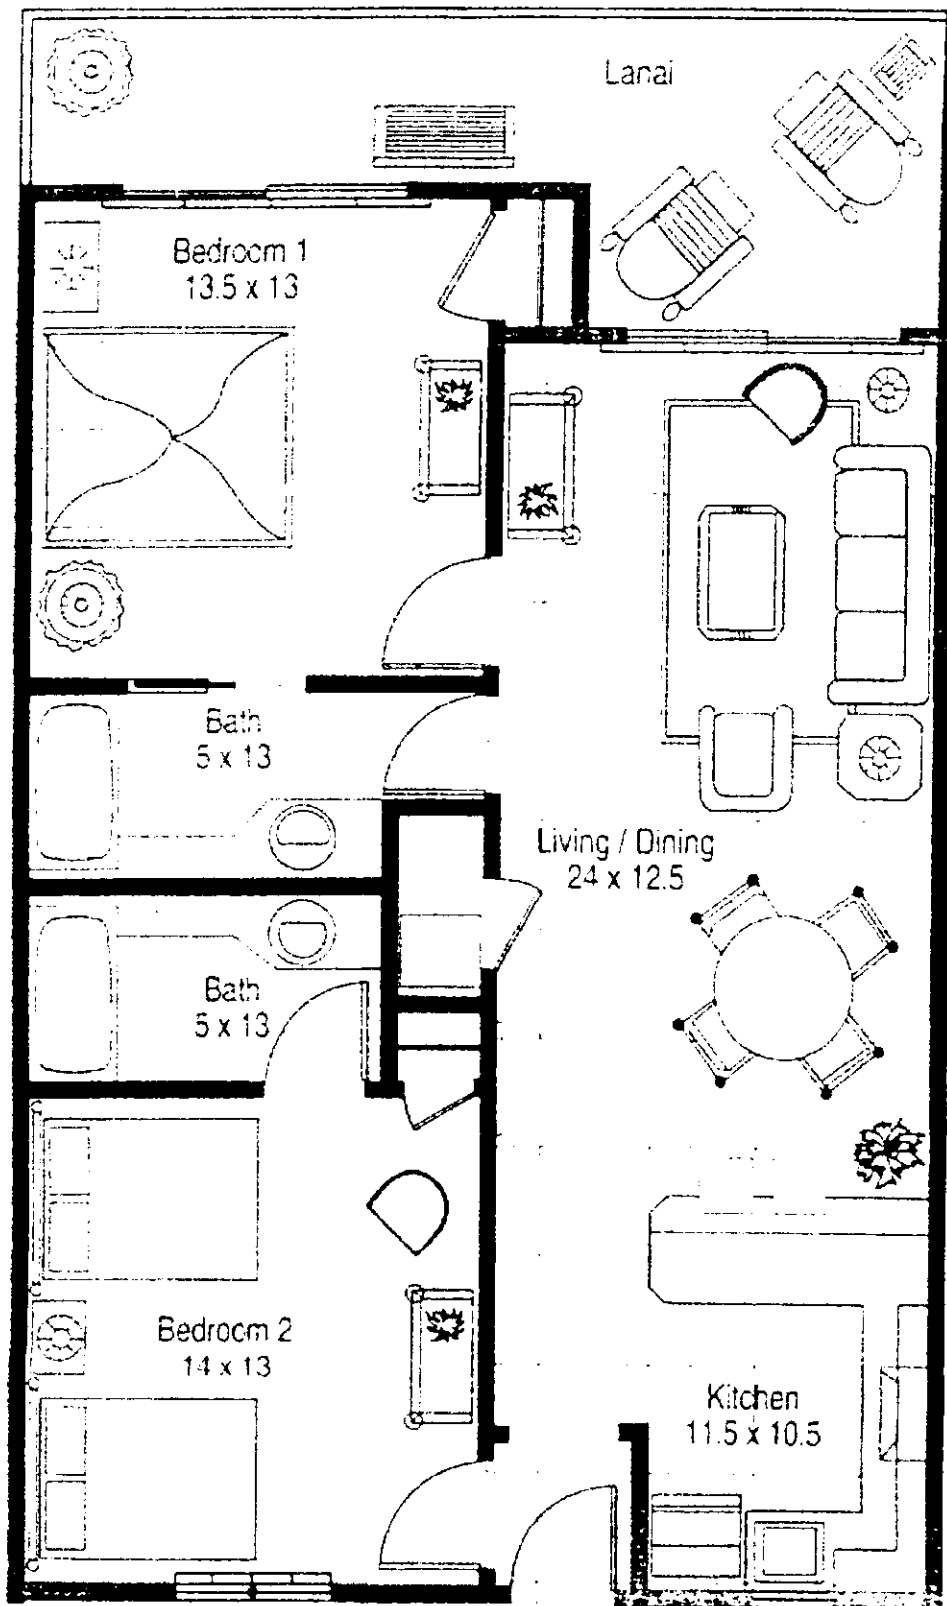 Lanai
Bedroom 1
13.5 x 13
Bath
5 x 13
Living / Dining
24 x 12.5
Bath
5 x 13
Bedroom 2
14 x 13
Kitchen
11.5 x 10.5